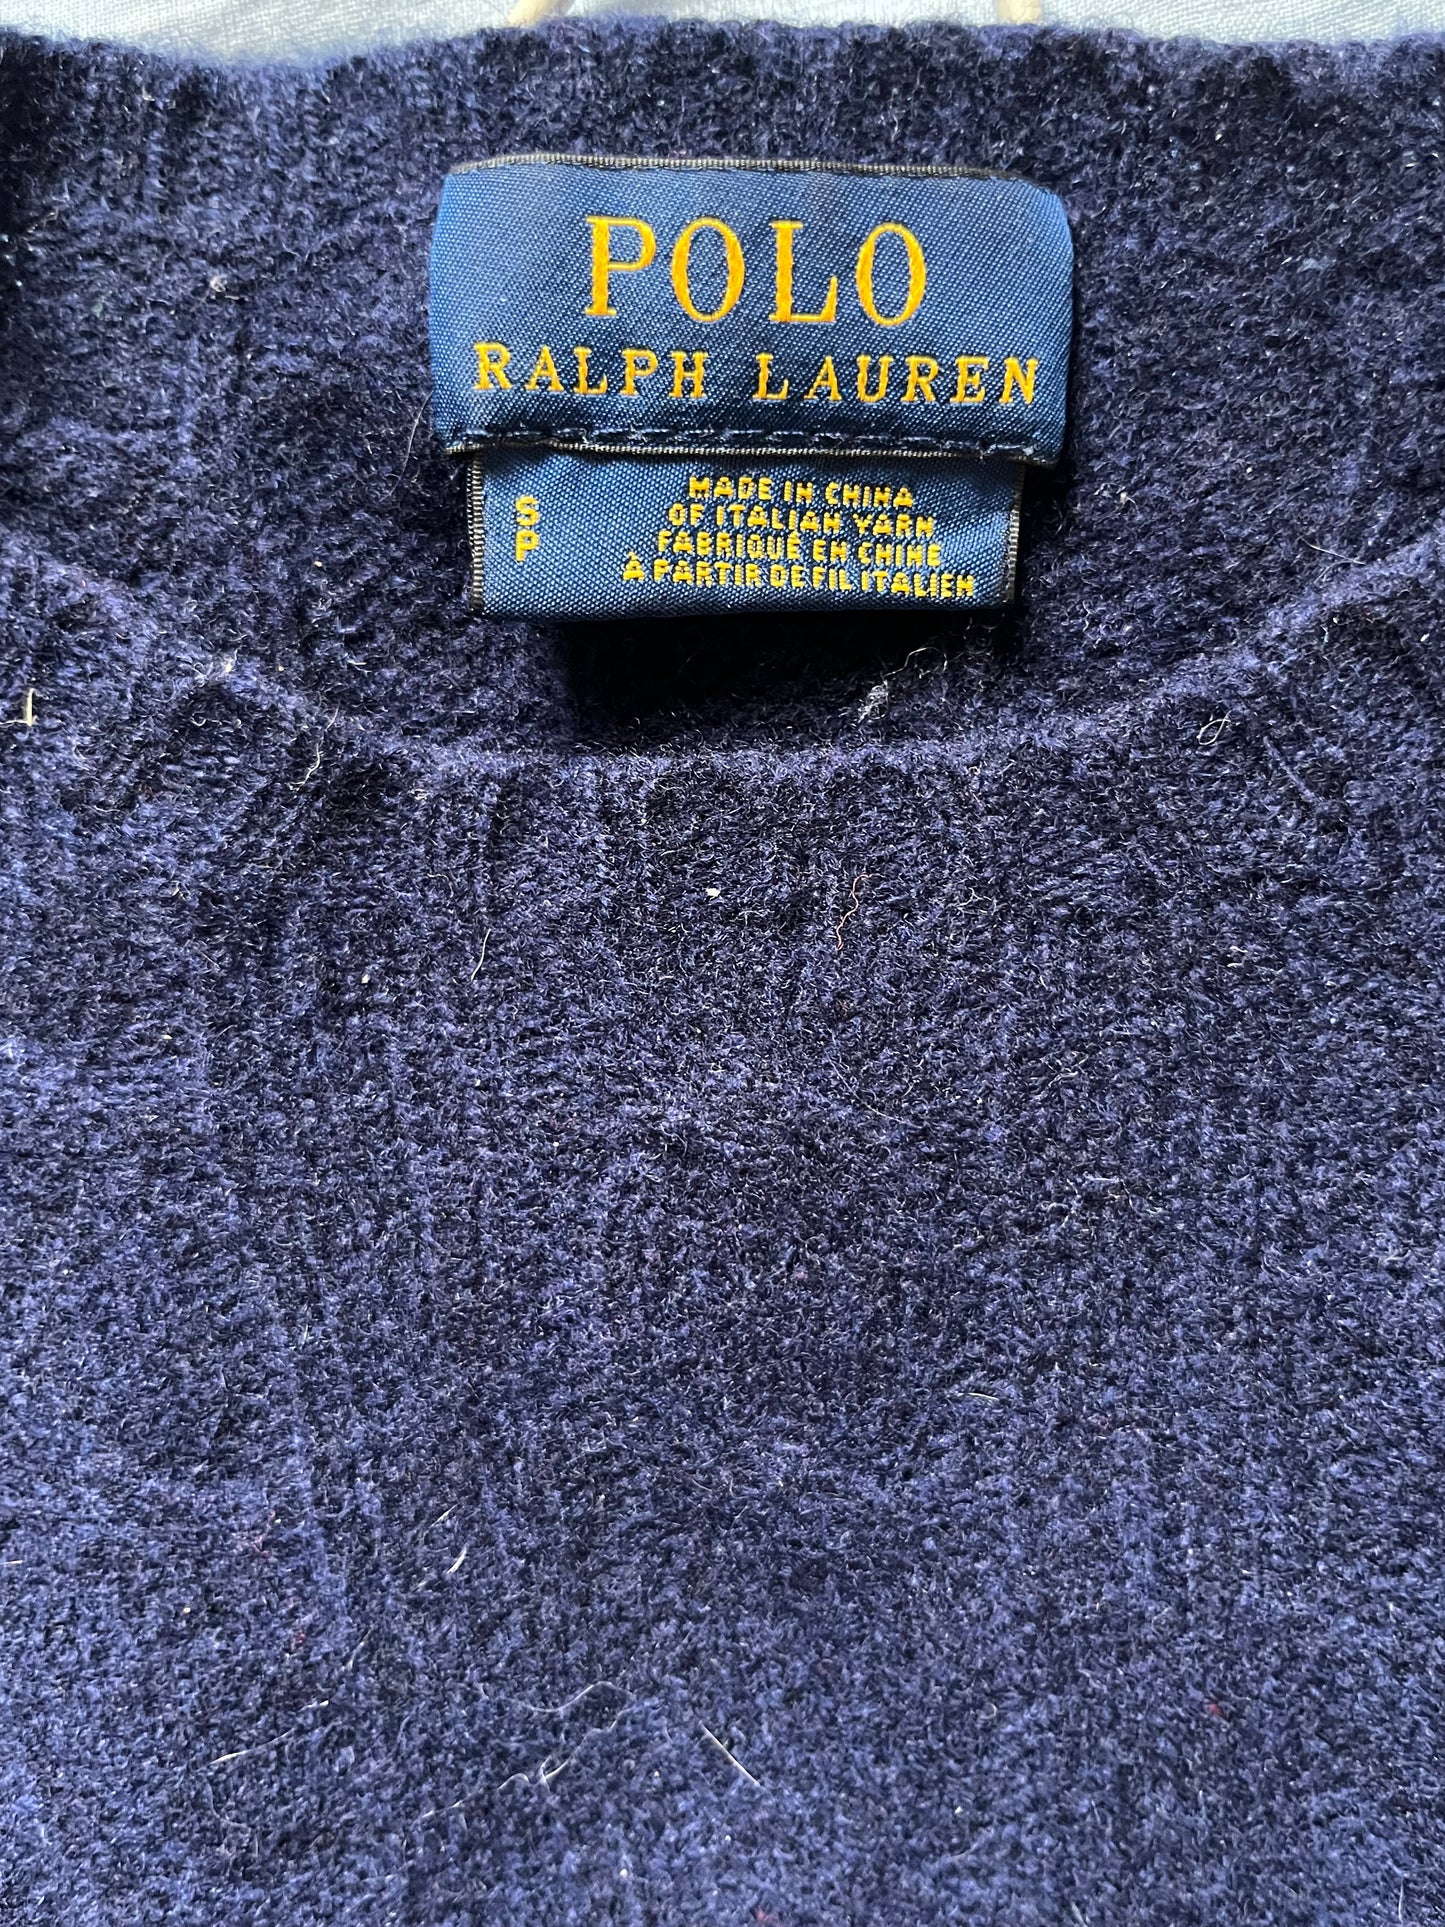 POLO
RALPH LAUREN
S
P
MADE IN CHINA
OF ITALIAN YARN
FABRIQUÉ EN CHINE
À PARTIR DE FIL ITALIEN